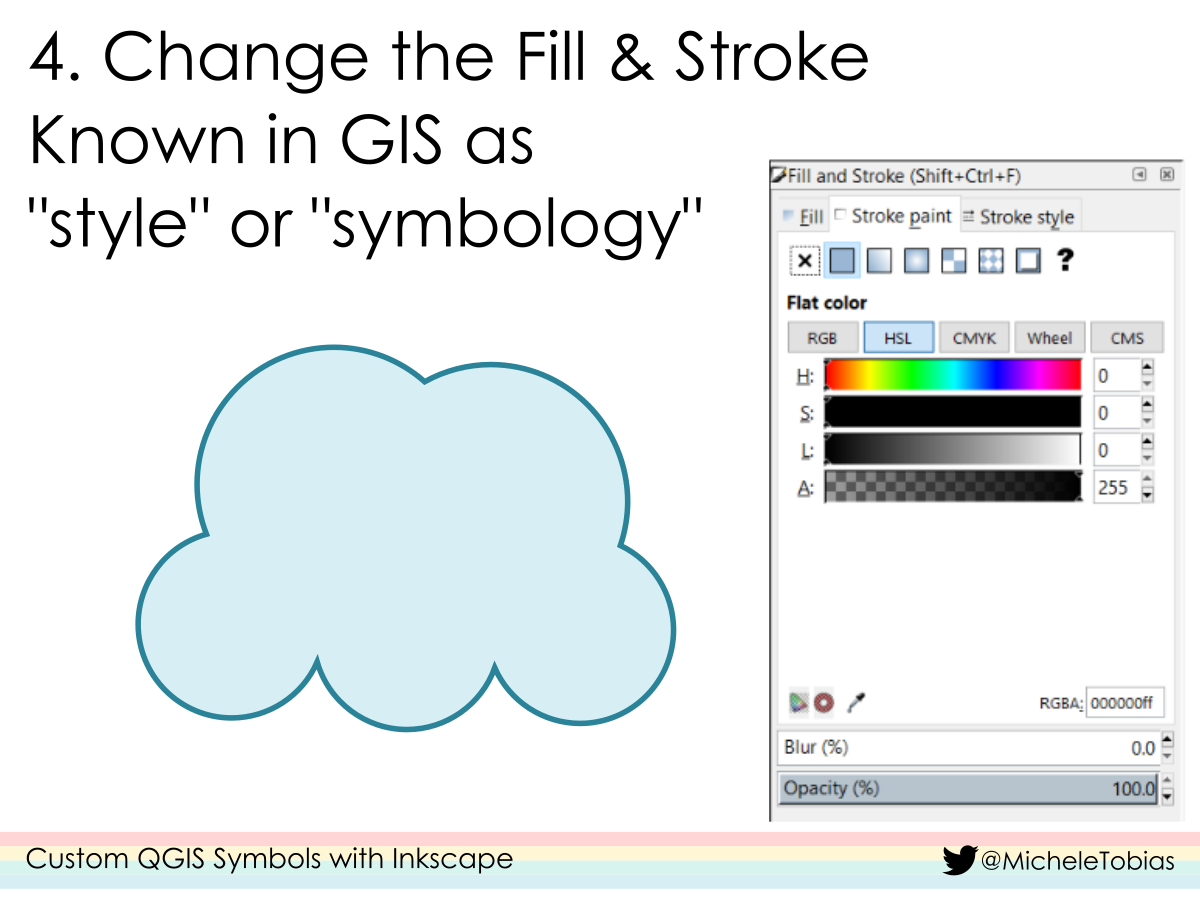 4. Change the Fill & Stroke
Known in GIS as
"style" or "symbology"
Fill and Stroke (Shift+Ctrl+F)
Fill Stroke paint Stroke style
?
Flat color
RGB HSL CMYK Wheel CMS
H: 0
S: 0
L: 0
A: 255
RGBA: 000000ff
Blur (%) 0.0
Opacity (%) 100.0
Custom QGIS Symbols with Inkscape
@MicheleTobias